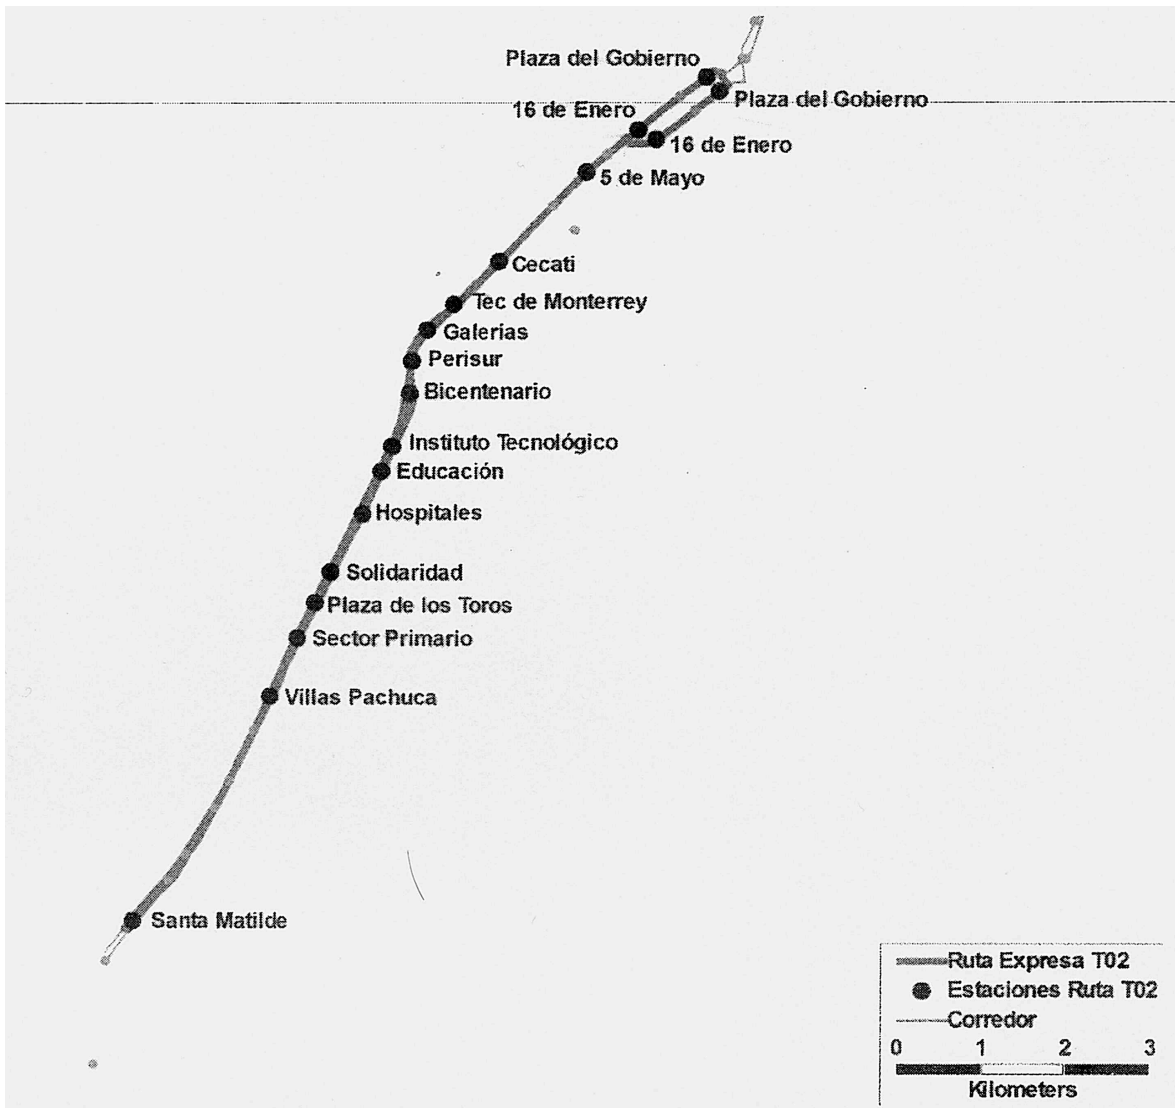 Plaza del Gobierno
Plaza del Gobierno
16 de Enero
16 de Enero
5 de Mayo
Cecati
Tec de Monterrey
Galerias
Perisur
Bicentenario
Instituto Tecnológico
Educación
Hospitales
Solidaridad
Plaza de los Toros
Sector Primario
Villas Pachuca
Santa Matilde
Ruta Expresa T02
Estaciones Ruta T02
Corredor
0 1 2 3
Kilometers